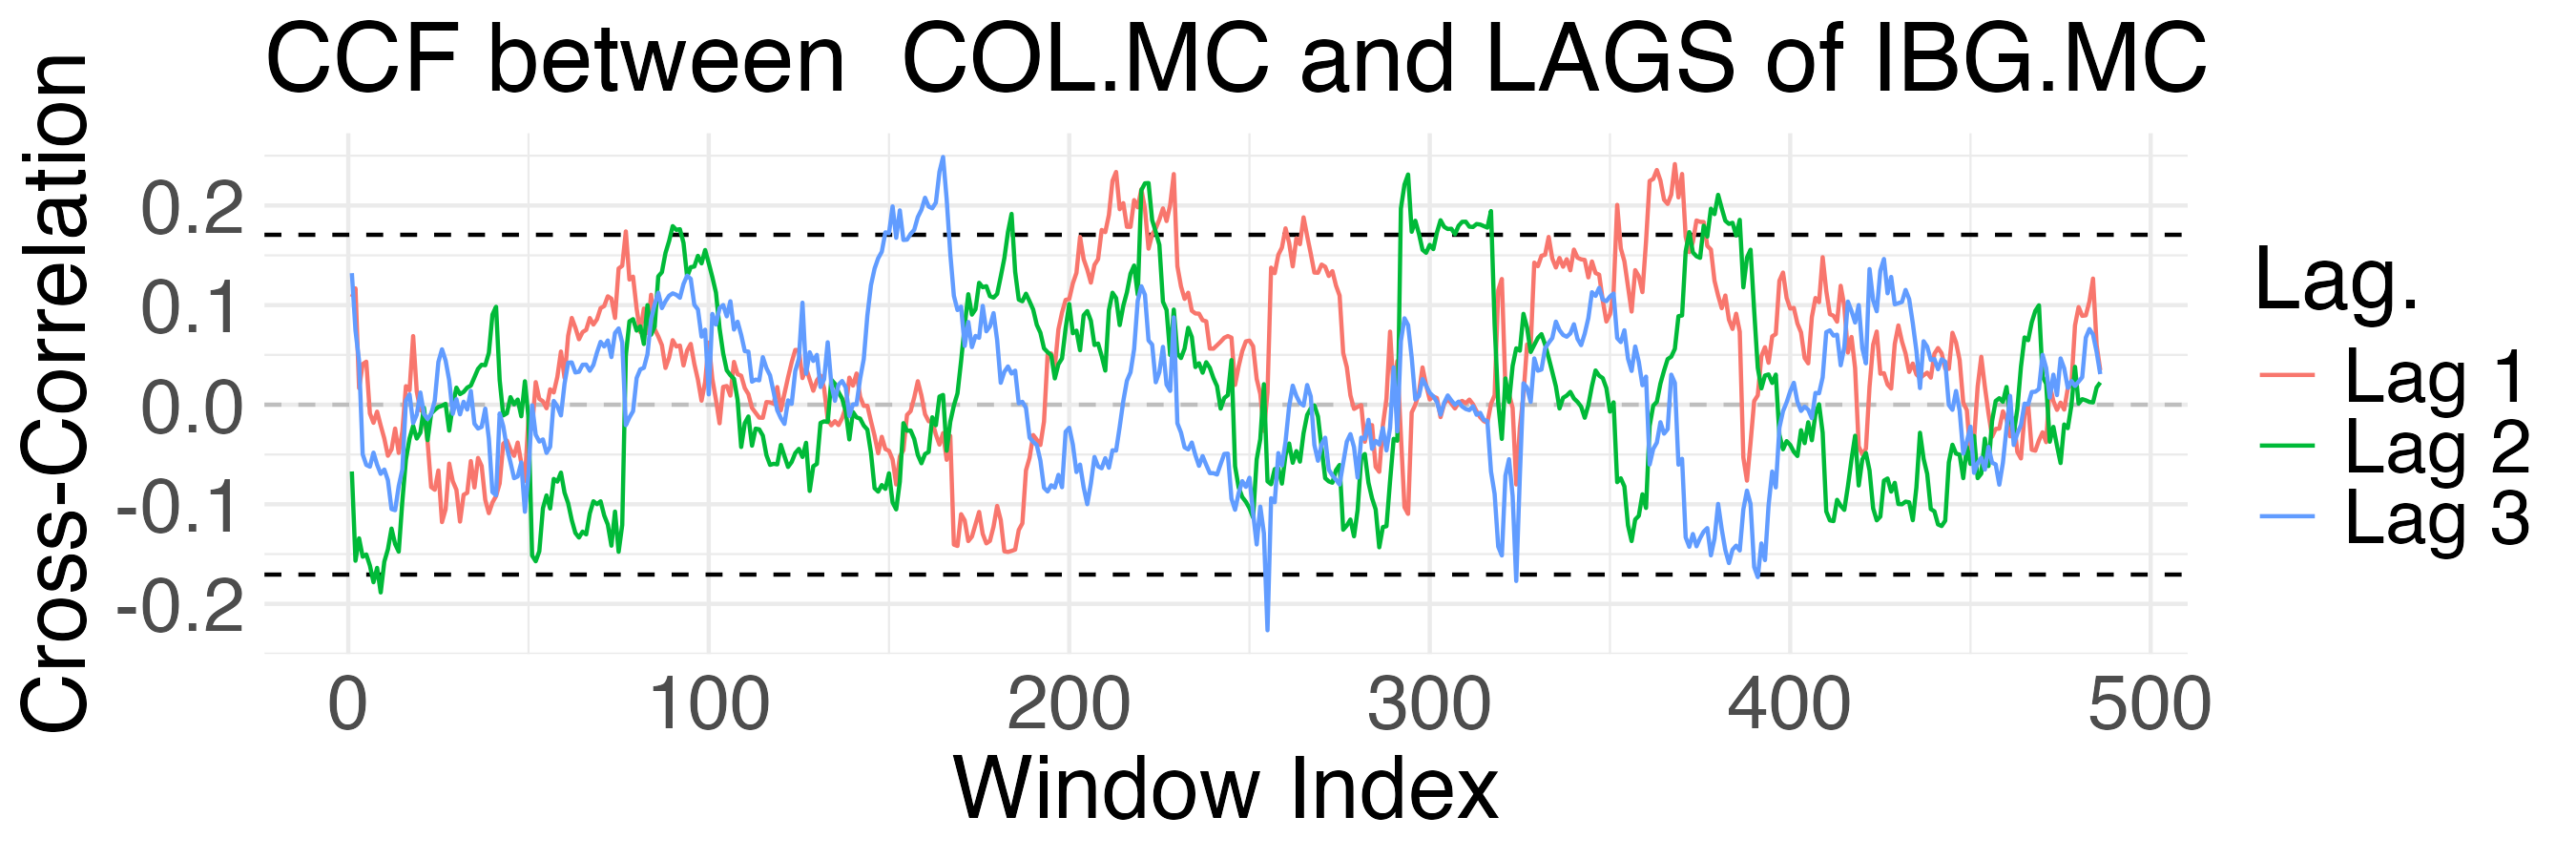 CCF between  COL.MC and LAGS of IBG.MC
Cross-Correlation
0.2
0.1
0.0
-0.1
-0.2
0 100 200 300 400 500
Window Index
Lag.
Lag 1
Lag 2
Lag 3